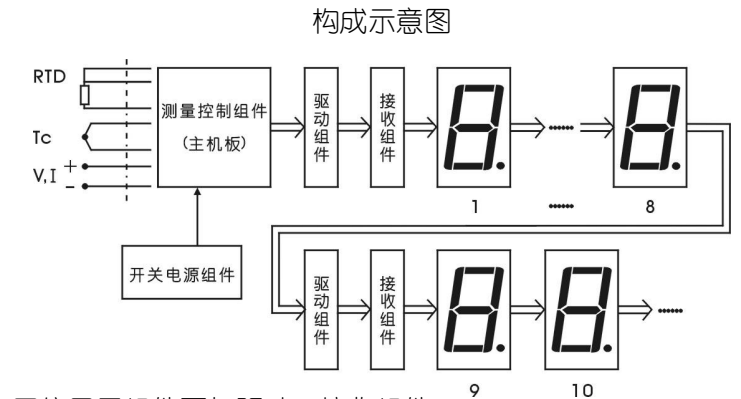 构成示意图
RTD
Tc
V,I
+
-
测量控制组件
(主机板)
开关电源组件
驱动组件
接收组件
1
......
8
驱动组件
接收组件
9
10
......